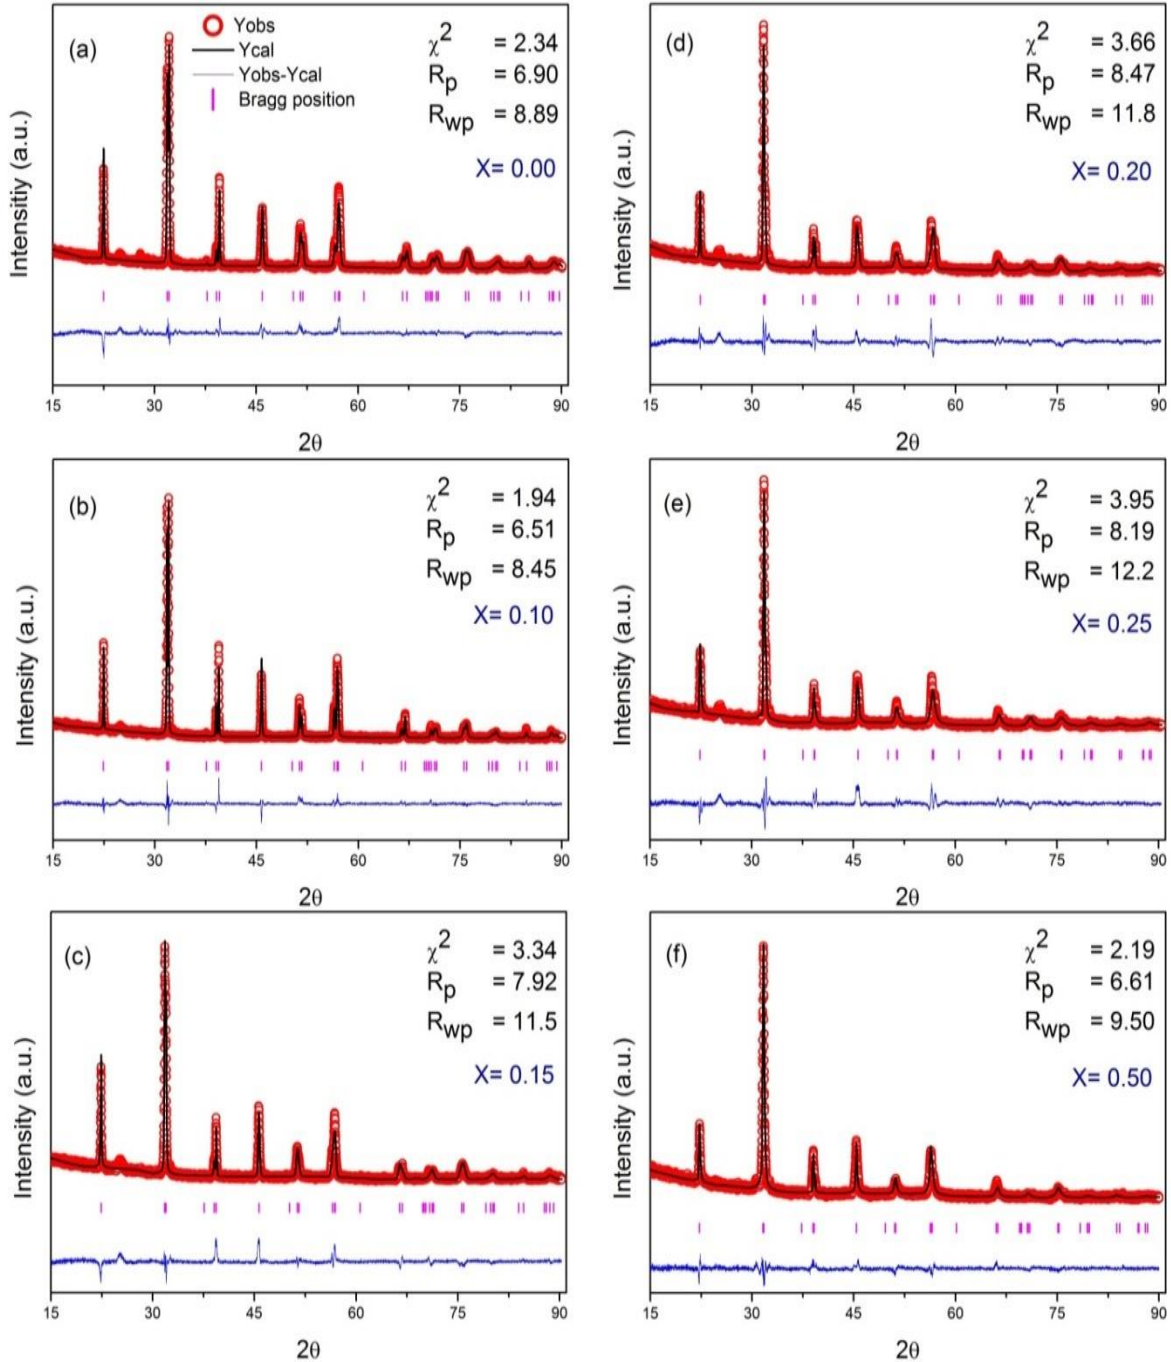 (a)
Yobs
Ycal
Yobs-Ycal
Bragg position
χ2 = 2.34
Rp = 6.90
Rwp = 8.89
X= 0.00
Intensitiy (a.u.)
15 30 45 60 75 90
2θ
(d)
χ2 = 3.66
Rp = 8.47
Rwp = 11.8
X= 0.20
Intensity (a.u.)
15 30 45 60 75 90
2θ
(b)
χ2 = 1.94
Rp = 6.51
Rwp = 8.45
X= 0.10
Intensity (a.u.)
15 30 45 60 75 90
2θ
(e)
χ2 = 3.95
Rp = 8.19
Rwp = 12.2
X= 0.25
Intensity (a.u.)
15 30 45 60 75 90
2θ
(c)
χ2 = 3.34
Rp = 7.92
Rwp = 11.5
X= 0.15
Intensity (a.u.)
15 30 45 60 75 90
2θ
(f)
χ2 = 2.19
Rp = 6.61
Rwp = 9.50
X= 0.50
Intensity (a.u.)
15 30 45 60 75 90
2θ